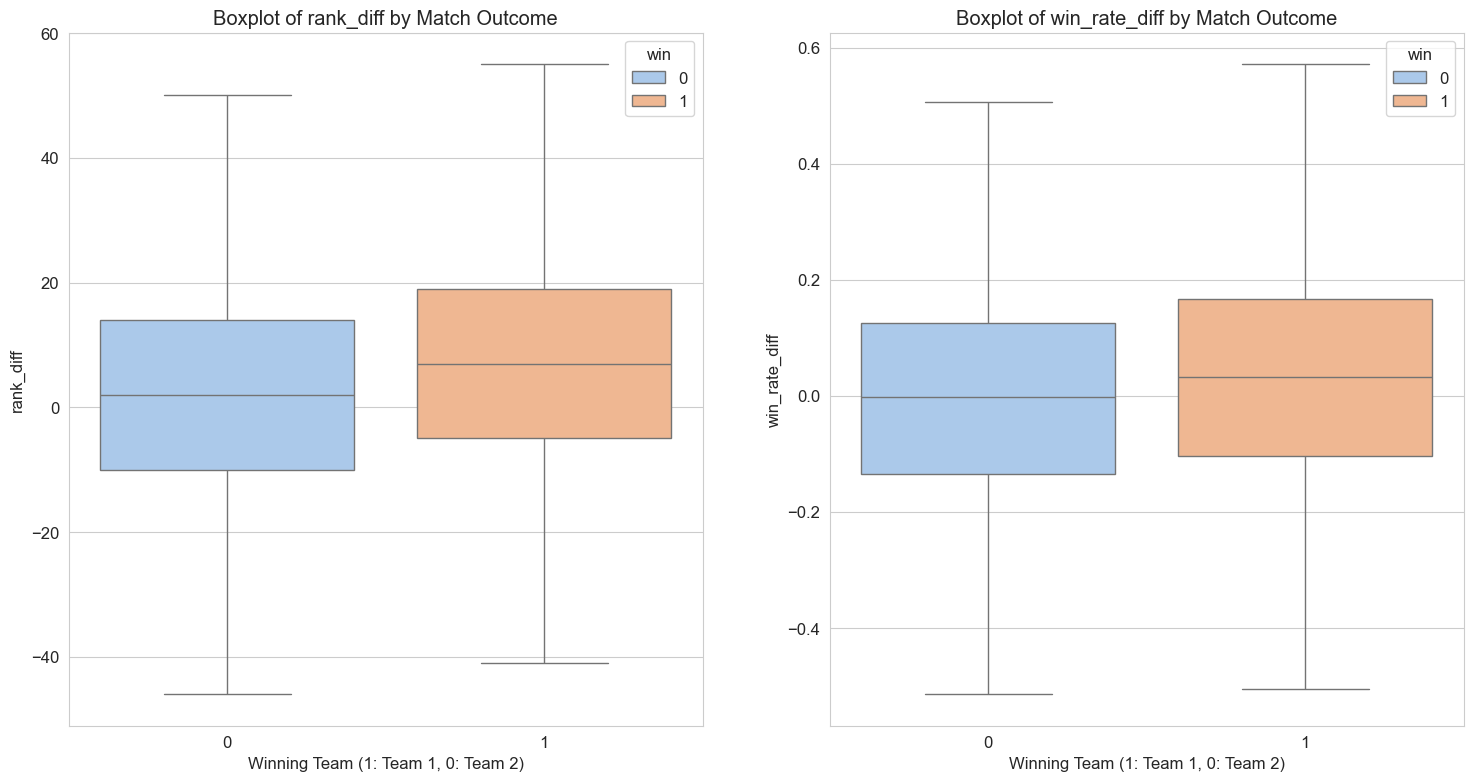 Boxplot of rank_diff by Match Outcome
win
0
1
60
40
20
0
−20
−40
rank_diff
0
1
Winning Team (1: Team 1, 0: Team 2)
Boxplot of win_rate_diff by Match Outcome
win
0
1
0.6
0.4
0.2
0.0
−0.2
−0.4
win_rate_diff
0
1
Winning Team (1: Team 1, 0: Team 2)